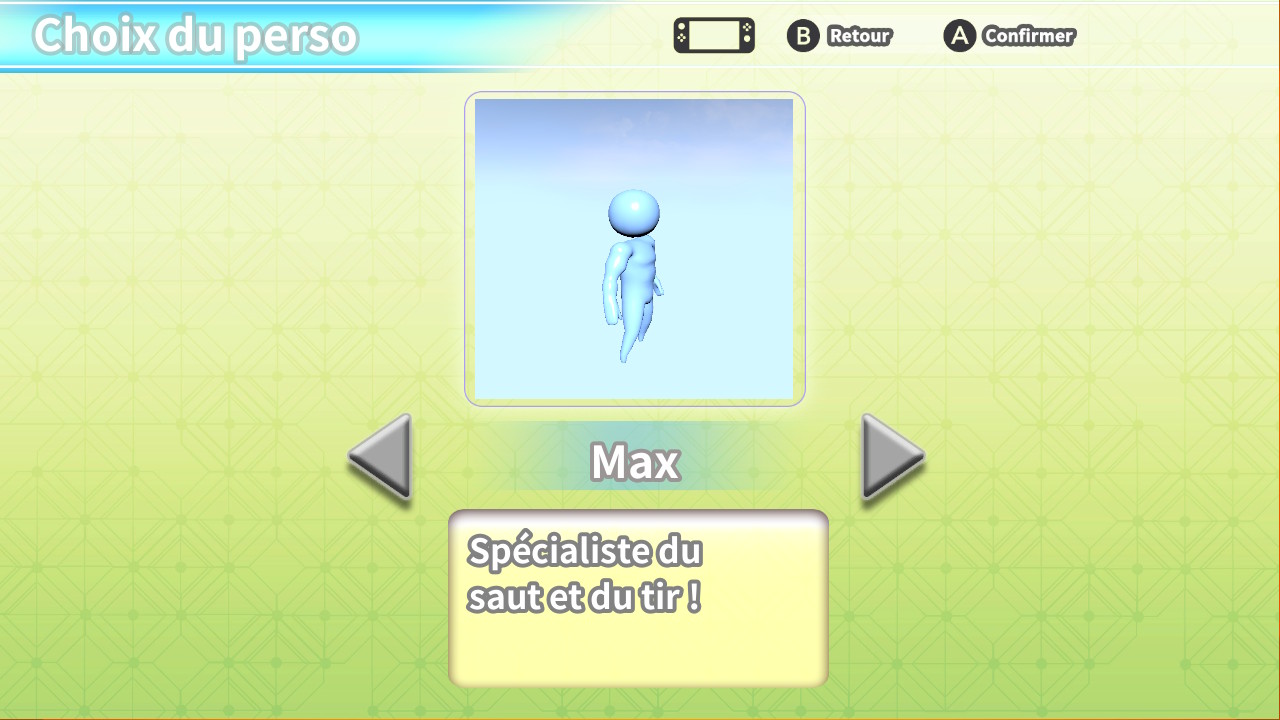 Choix du perso
B Retour
A Confirmer
Max
Spécialiste du
saut et du tir !